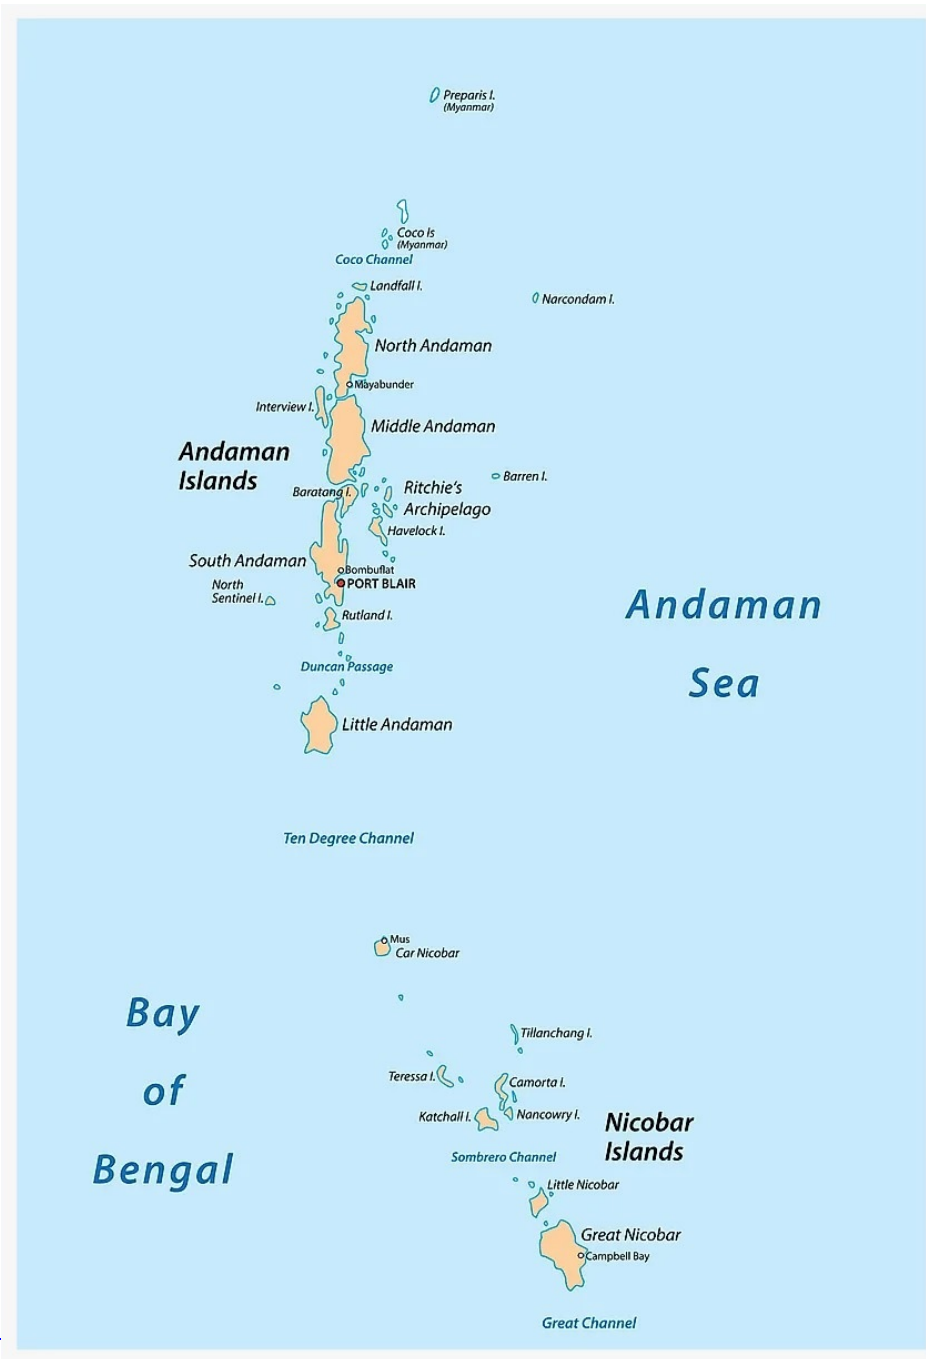 Preparis I.
(Myanmar)
Coco Is
(Myanmar)
Coco Channel
Landfall I.
Narcondam I.
North Andaman
Mayabunder
Interview I.
Middle Andaman
Andaman
Islands
Barren I.
Baratang I.
Ritchie's
Archipelago
Havelock I.
South Andaman
Bombuflat
PORT BLAIR
North
Sentinel I.
Rutland I.
Andaman
Sea
Duncan Passage
Little Andaman
Ten Degree Channel
Mus
Car Nicobar
Bay
of
Bengal
Tillanchang I.
Teressa I.
Camorta I.
Katchall I.
Nancowry I.
Nicobar
Islands
Sombrero Channel
Little Nicobar
Great Nicobar
Campbell Bay
Great Channel